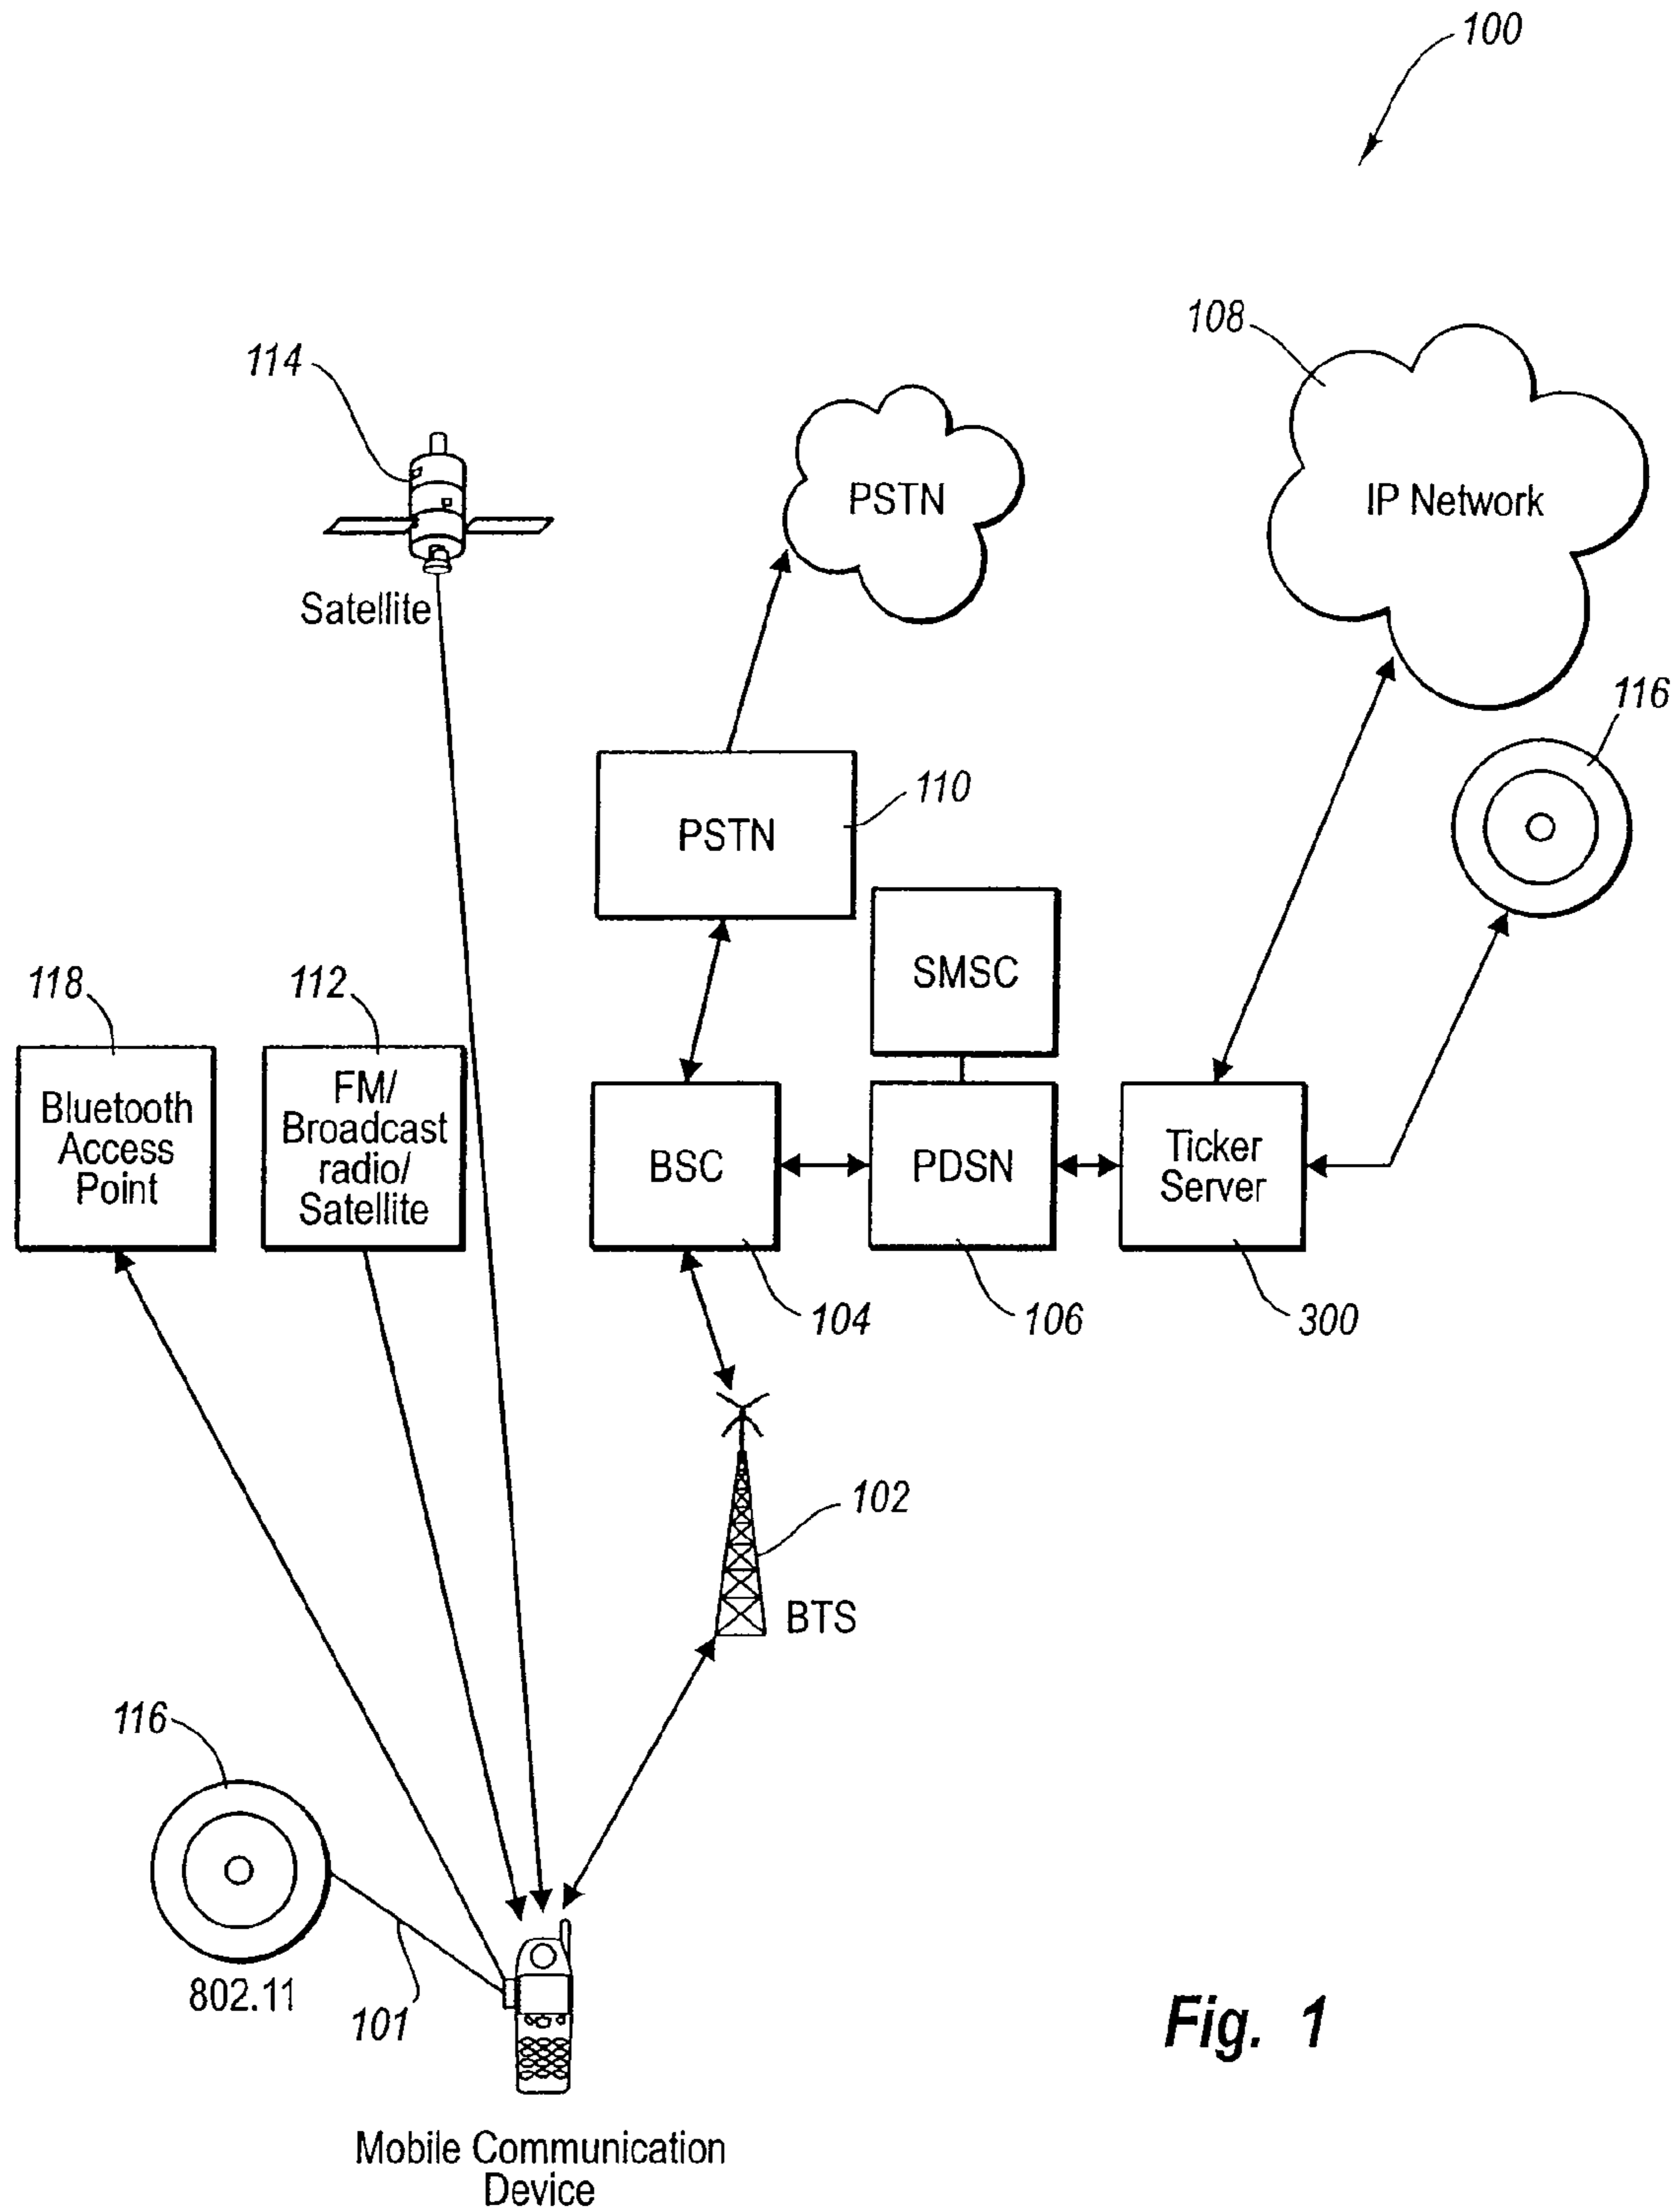 100
108
114
PSTN
IP Network
Satellite
116
PSTN
110
SMSC
118
112
Bluetooth
Access
Point
FM/
Broadcast
radio/
Satellite
BSC
PDSN
Ticker
Server
104
106
300
102
BTS
116
802.11
101
Fig. 1
Mobile Communication
Device